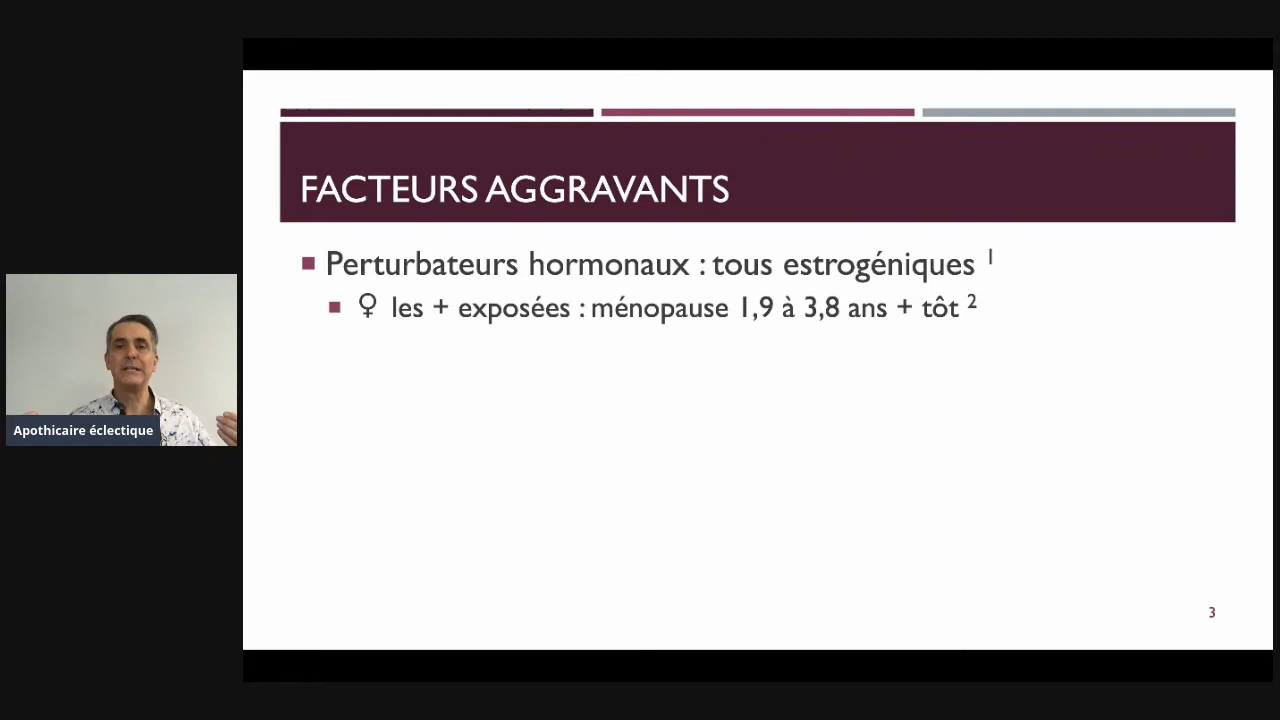 FACTEURS AGGRAVANTS
Perturbateurs hormonaux : tous estrogéniques ¹
♀ les + exposées : ménopause 1,9 à 3,8 ans + tôt ²
Apothicaire éclectique
3